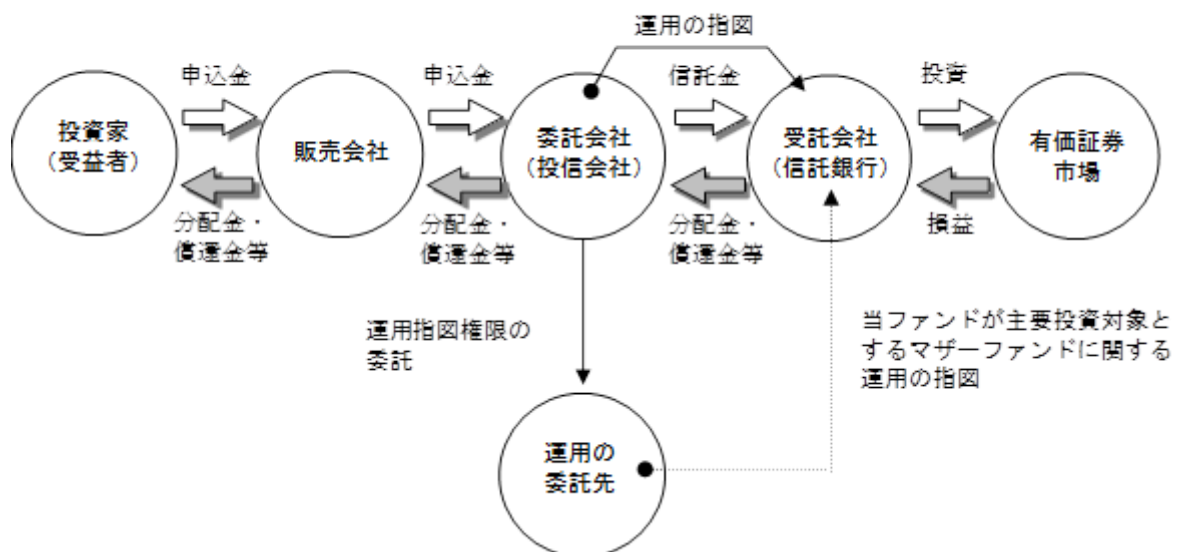 運用の指図
申込金
申込金
信託金
投資
投資家
（受益者）
販売会社
委託会社
（投信会社）
受託会社
（信託銀行）
有価証券
市場
分配金・
償還金等
分配金・
償還金等
分配金・
償還金等
損益
運用指図権限の
委託
当ファンドが主要投資対象と
するマザーファンドに関する
運用の指図
運用の
委託先